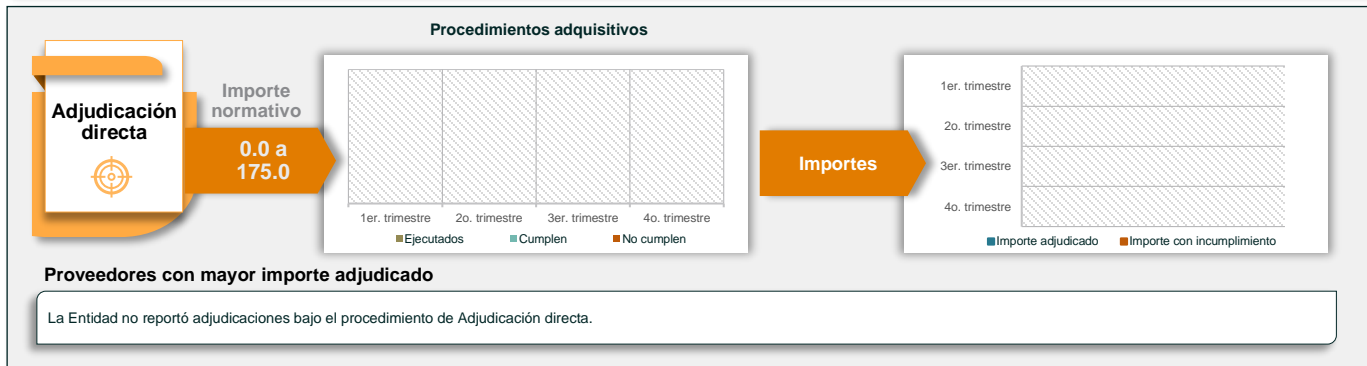 Procedimientos adquisitivos
Adjudicación
directa
Importe
normativo
0.0 a
175.0
1er. trimestre
2o. trimestre
3er. trimestre
4o. trimestre
Ejecutados
Cumplen
No cumplen
Importes
1er. trimestre
2o. trimestre
3er. trimestre
4o. trimestre
Importe adjudicado
Importe con incumplimiento
Proveedores con mayor importe adjudicado
La Entidad no reportó adjudicaciones bajo el procedimiento de Adjudicación directa.